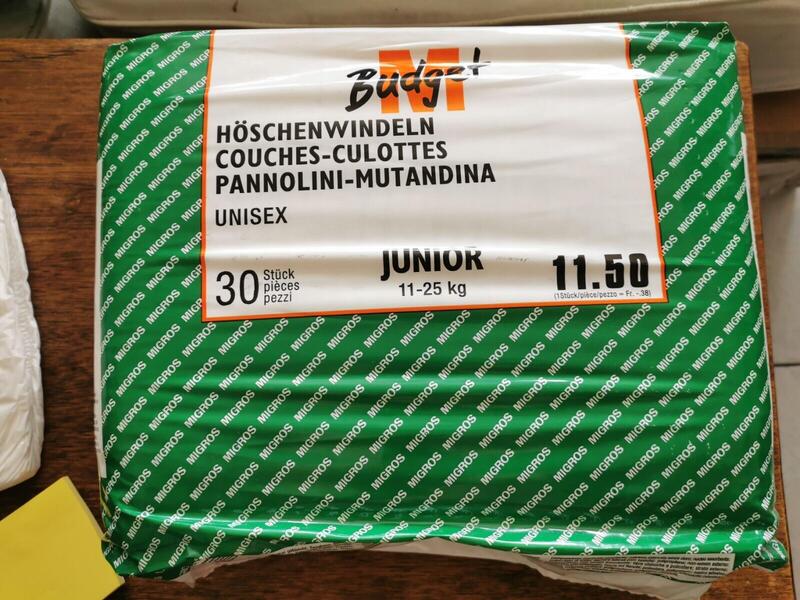 M Budget
HÖSCHENWINDELN
COUCHES-CULOTTES
PANNOLINI-MUTANDINA
UNISEX
30 Stück
pièces
pezzi
JUNIOR
11-25 kg
11.50
(1Stück/pièce/pezzo = Fr. -.38)
MIGROS